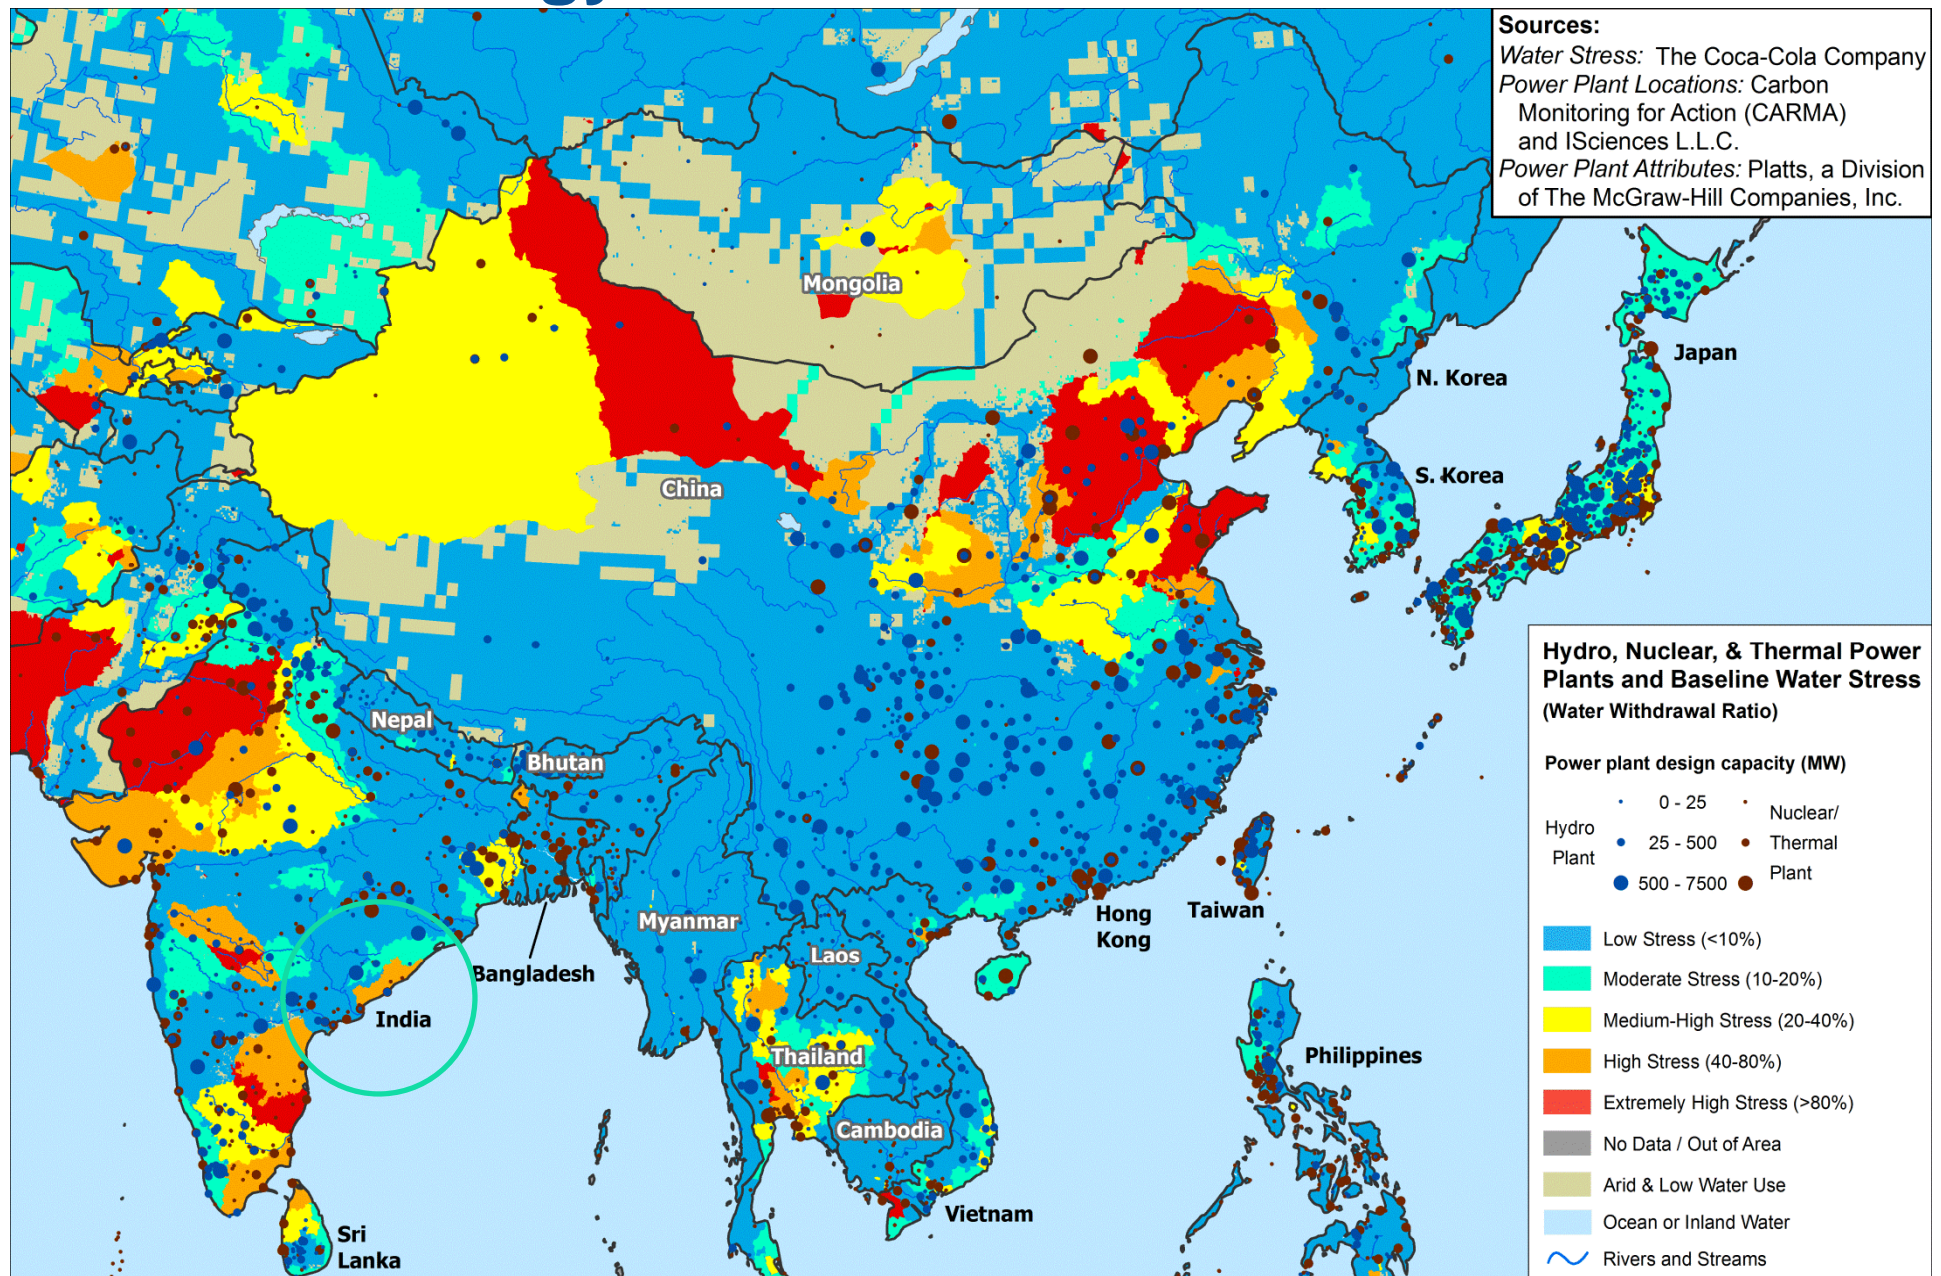 Sources:
Water Stress: The Coca-Cola Company
Power Plant Locations: Carbon
Monitoring for Action (CARMA)
and ISciences L.L.C.
Power Plant Attributes: Platts, a Division
of The McGraw-Hill Companies, Inc.
Mongolia
Japan
N. Korea
S. Korea
China
Nepal
Bhutan
Myanmar
Hong
Kong
Taiwan
Laos
Bangladesh
India
Thailand
Philippines
Cambodia
Vietnam
Sri
Lanka
Hydro, Nuclear, & Thermal Power
Plants and Baseline Water Stress
(Water Withdrawal Ratio)
Power plant design capacity (MW)
Hydro
Plant
0 - 25
25 - 500
500 - 7500
Nuclear/
Thermal
Plant
Low Stress (<10%)
Moderate Stress (10-20%)
Medium-High Stress (20-40%)
High Stress (40-80%)
Extremely High Stress (>80%)
No Data / Out of Area
Arid & Low Water Use
Ocean or Inland Water
Rivers and Streams